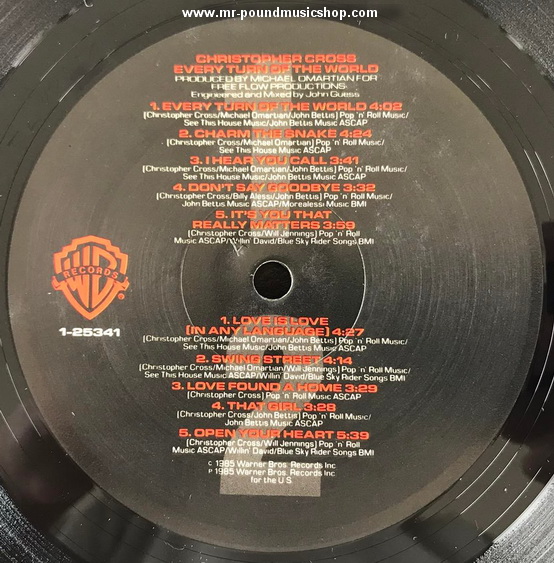 www.mr-poundmusicshop.com
CHRISTOPHER CROSS
EVERY TURN OF THE WORLD
PRODUCED BY MICHAEL OMARTIAN FOR
FREE FLOW PRODUCTIONS
Engineered and Mixed by John Guess
1. EVERY TURN OF THE WORLD 4:02
(Christopher Cross/Michael Omartian/John Bettis) Pop 'n' Roll Music/
See This House Music/John Bettis Music ASCAP
2. CHARM THE SNAKE 4:24
(Christopher Cross/Michael Omartian) Pop 'n' Roll Music/
See This House Music ASCAP
3. I HEAR YOU CALL 3:41
(Christopher Cross/Michael Omartian/John Bettis) Pop 'n' Roll Music/
See This House Music/John Bettis Music ASCAP
4. DON'T SAY GOODBYE 3:32
(Christopher Cross/Billy Alessi/John Bettis) Pop 'n' Roll Music/
John Bettis Music ASCAP/Morealessi Music BMI
5. IT'S YOU THAT
REALLY MATTERS 3:59
(Christopher Cross/Will Jennings) Pop 'n' Roll
Music ASCAP/Willin' David/Blue Sky Rider Songs BMI
WB
RECORDS
®
1-25341
1. LOVE IS LOVE
(IN ANY LANGUAGE) 4:27
(Christopher Cross/Michael Omartian/John Bettis) Pop 'n' Roll Music/
See This House Music/John Bettis Music ASCAP
2. SWING STREET 4:14
(Christopher Cross/Michael Omartian/Will Jennings) Pop 'n' Roll Music/
See This House Music ASCAP/Willin' David/Blue Sky Rider Songs BMI
3. LOVE FOUND A HOME 3:29
(Christopher Cross) Pop 'n' Roll Music ASCAP
4. THAT GIRL 3:28
(Christopher Cross/John Bettis) Pop 'n' Roll Music/
John Bettis Music ASCAP
5. OPEN YOUR HEART 5:39
(Christopher Cross/Will Jennings) Pop 'n' Roll
Music ASCAP/Willin' David/Blue Sky Rider Songs BMI
© 1985 Warner Bros. Records Inc.
℗ 1985 Warner Bros. Records Inc.
for the U.S.